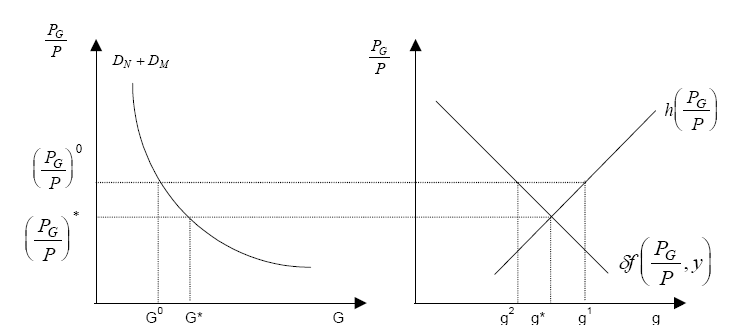 P_G/P
D_N + D_M
(P_G/P)^0
(P_G/P)^*
G^0 G* G
P_G/P
h(P_G/P)
δf(P_G/P, y)
g^2 g* g^1 g